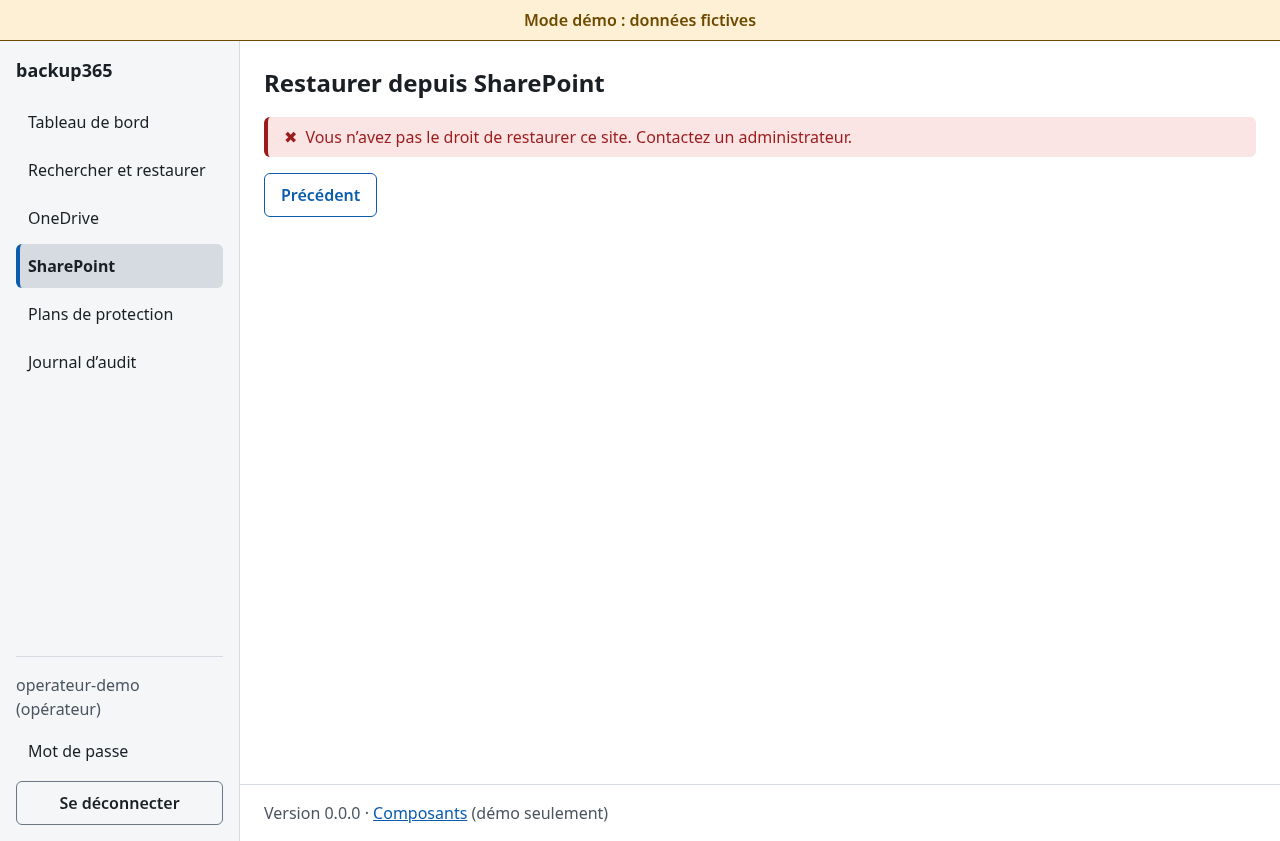 Mode démo : données fictives
backup365
Tableau de bord
Rechercher et restaurer
OneDrive
SharePoint
Plans de protection
Journal d’audit
operateur-demo
(opérateur)
Mot de passe
Se déconnecter
Restaurer depuis SharePoint
✖ Vous n’avez pas le droit de restaurer ce site. Contactez un administrateur.
Précédent
Version 0.0.0 · Composants (démo seulement)